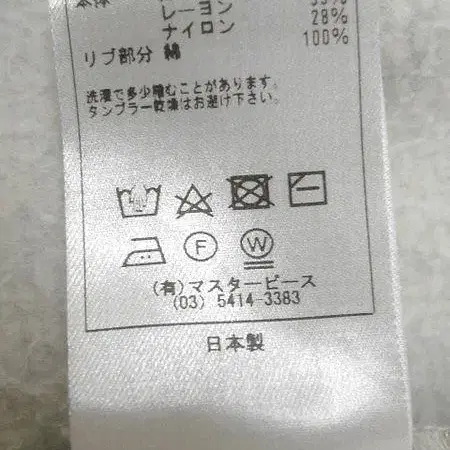 本体
レーヨン
ナイロン 28%
リブ部分 綿 100%
洗濯で多少縮むことがあります。
タンブラー乾燥はお避け下さい。
F W
(有)マスターピース
(03) 5414-3383
日本製